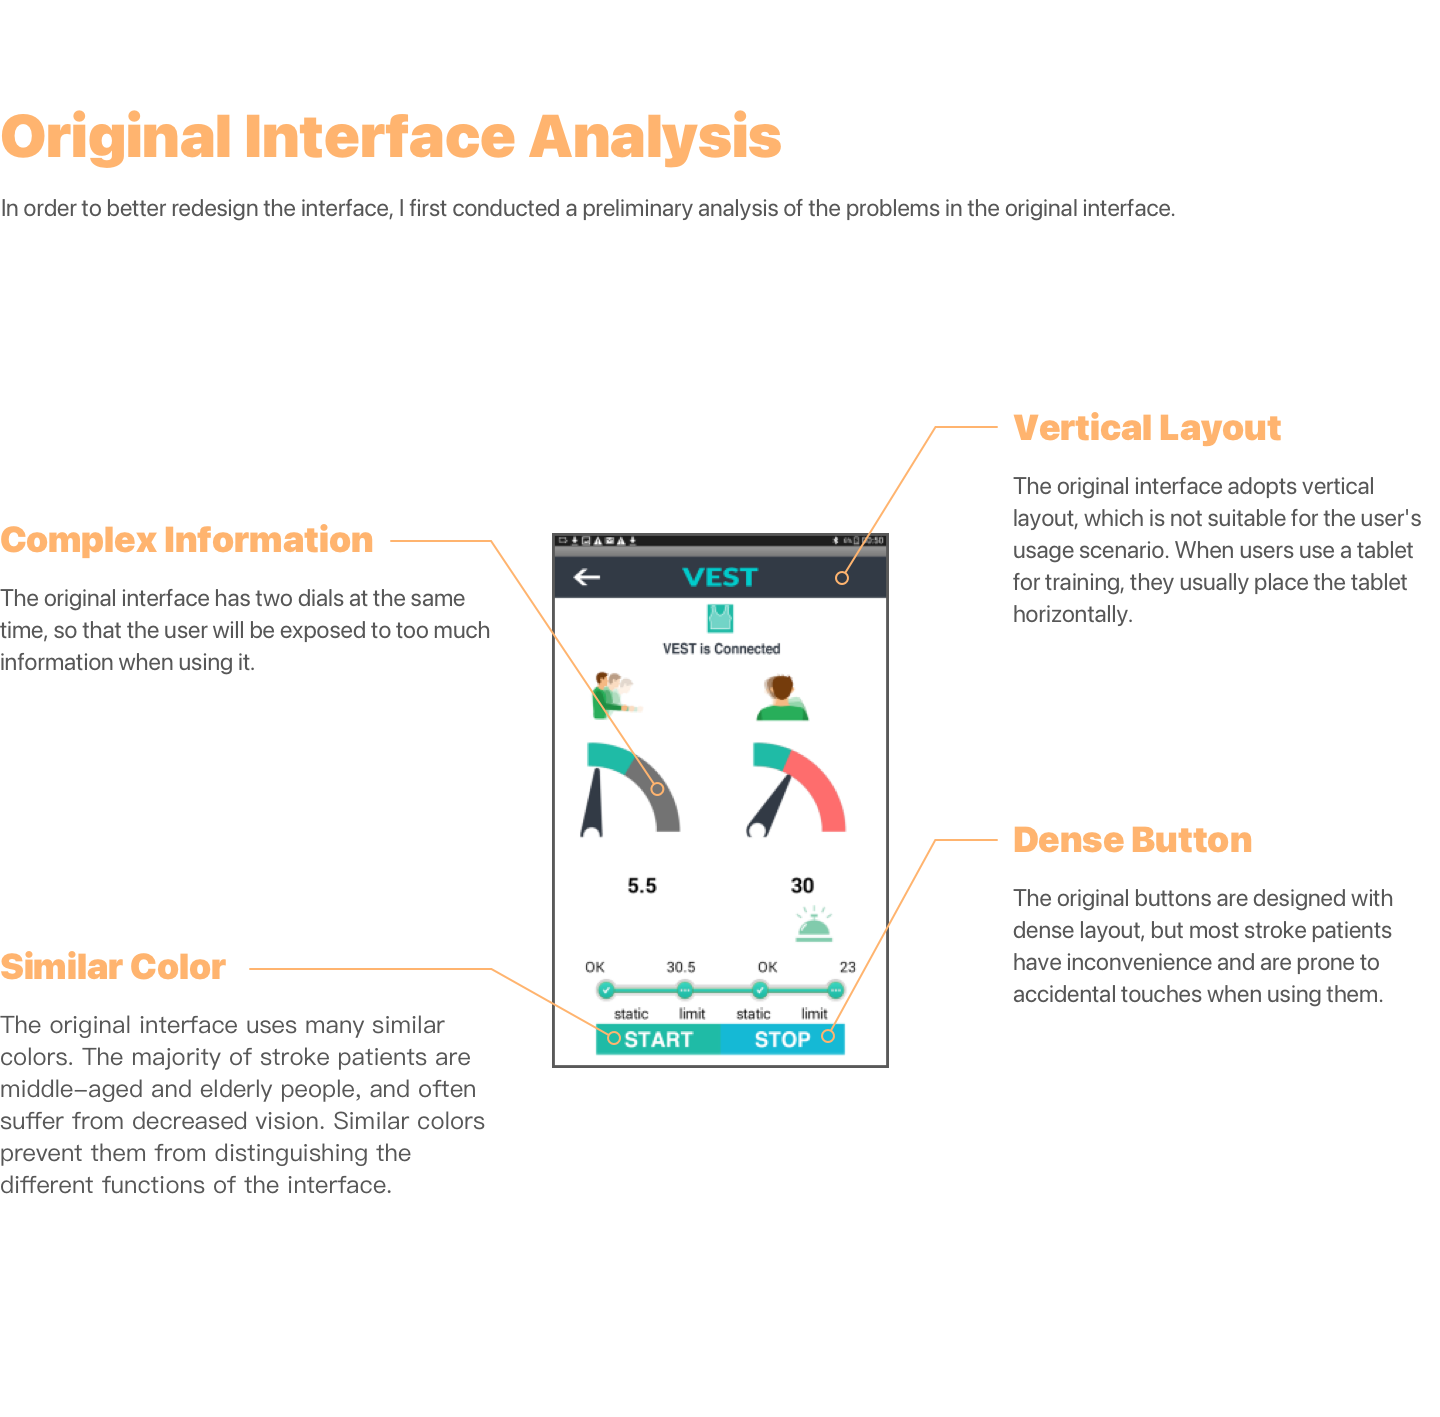 Original Interface Analysis
In order to better redesign the interface, I first conducted a preliminary analysis of the problems in the original interface.
Vertical Layout
The original interface adopts vertical
layout, which is not suitable for the user's
usage scenario. When users use a tablet
for training, they usually place the tablet
horizontally.
Complex Information
The original interface has two dials at the same
time, so that the user will be exposed to too much
information when using it.
VEST
VEST is Connected
5.5 30
OK 30.5 OK 23
static limit static limit
START STOP
Dense Button
The original buttons are designed with
dense layout, but most stroke patients
have inconvenience and are prone to
accidental touches when using them.
Similar Color
The original interface uses many similar
colors. The majority of stroke patients are
middle-aged and elderly people, and often
suffer from decreased vision. Similar colors
prevent them from distinguishing the
different functions of the interface.